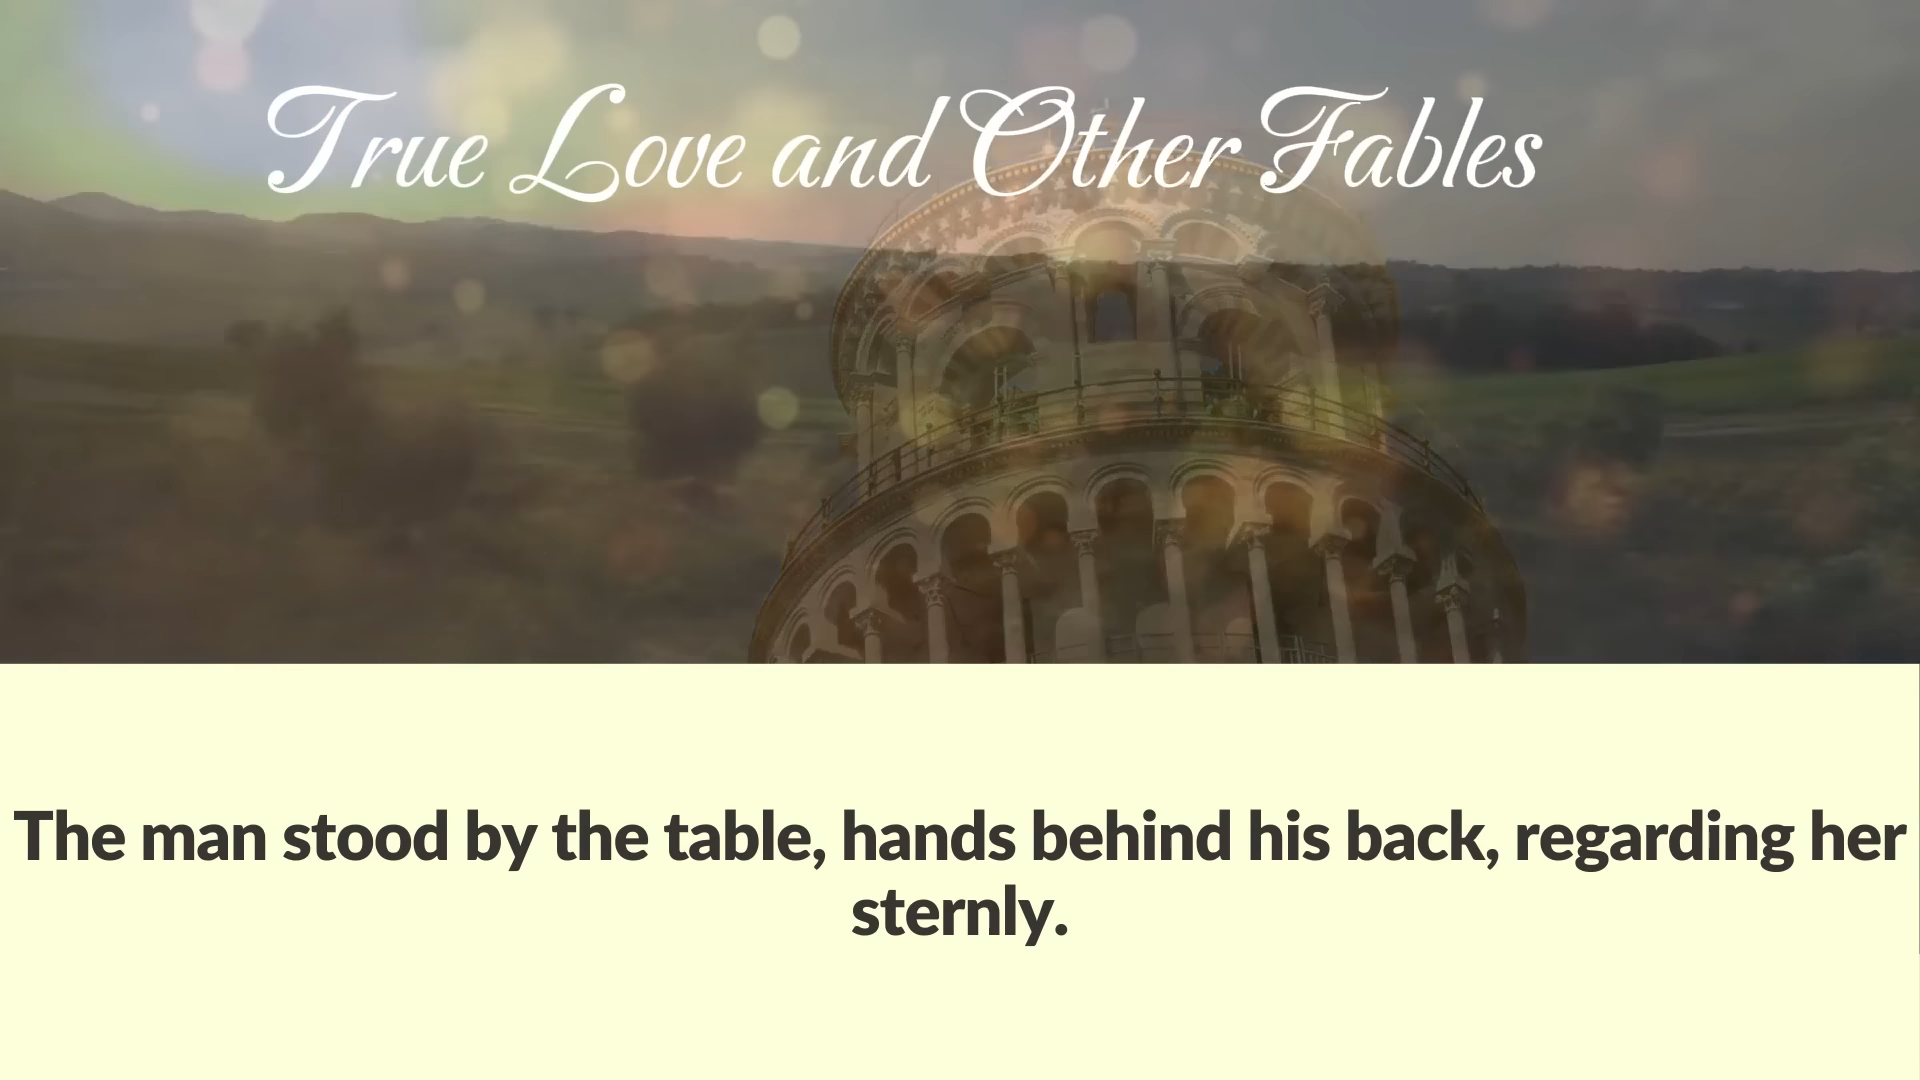 True Love and Other Fables
The man stood by the table, hands behind his back, regarding her
sternly.